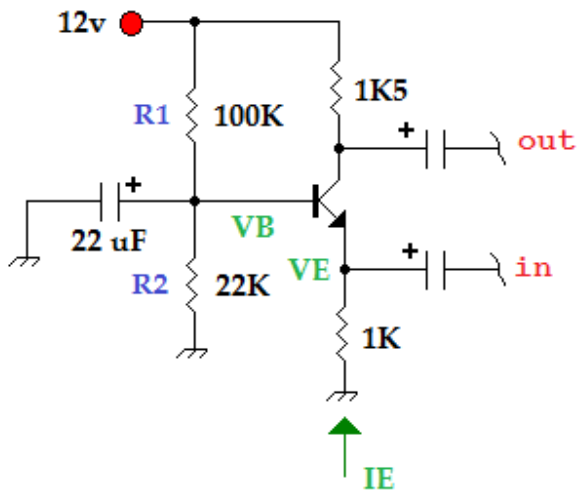 12v
1K5
R1
100K
+
out
+
VB
22 uF
VE
+
in
R2
22K
1K
IE